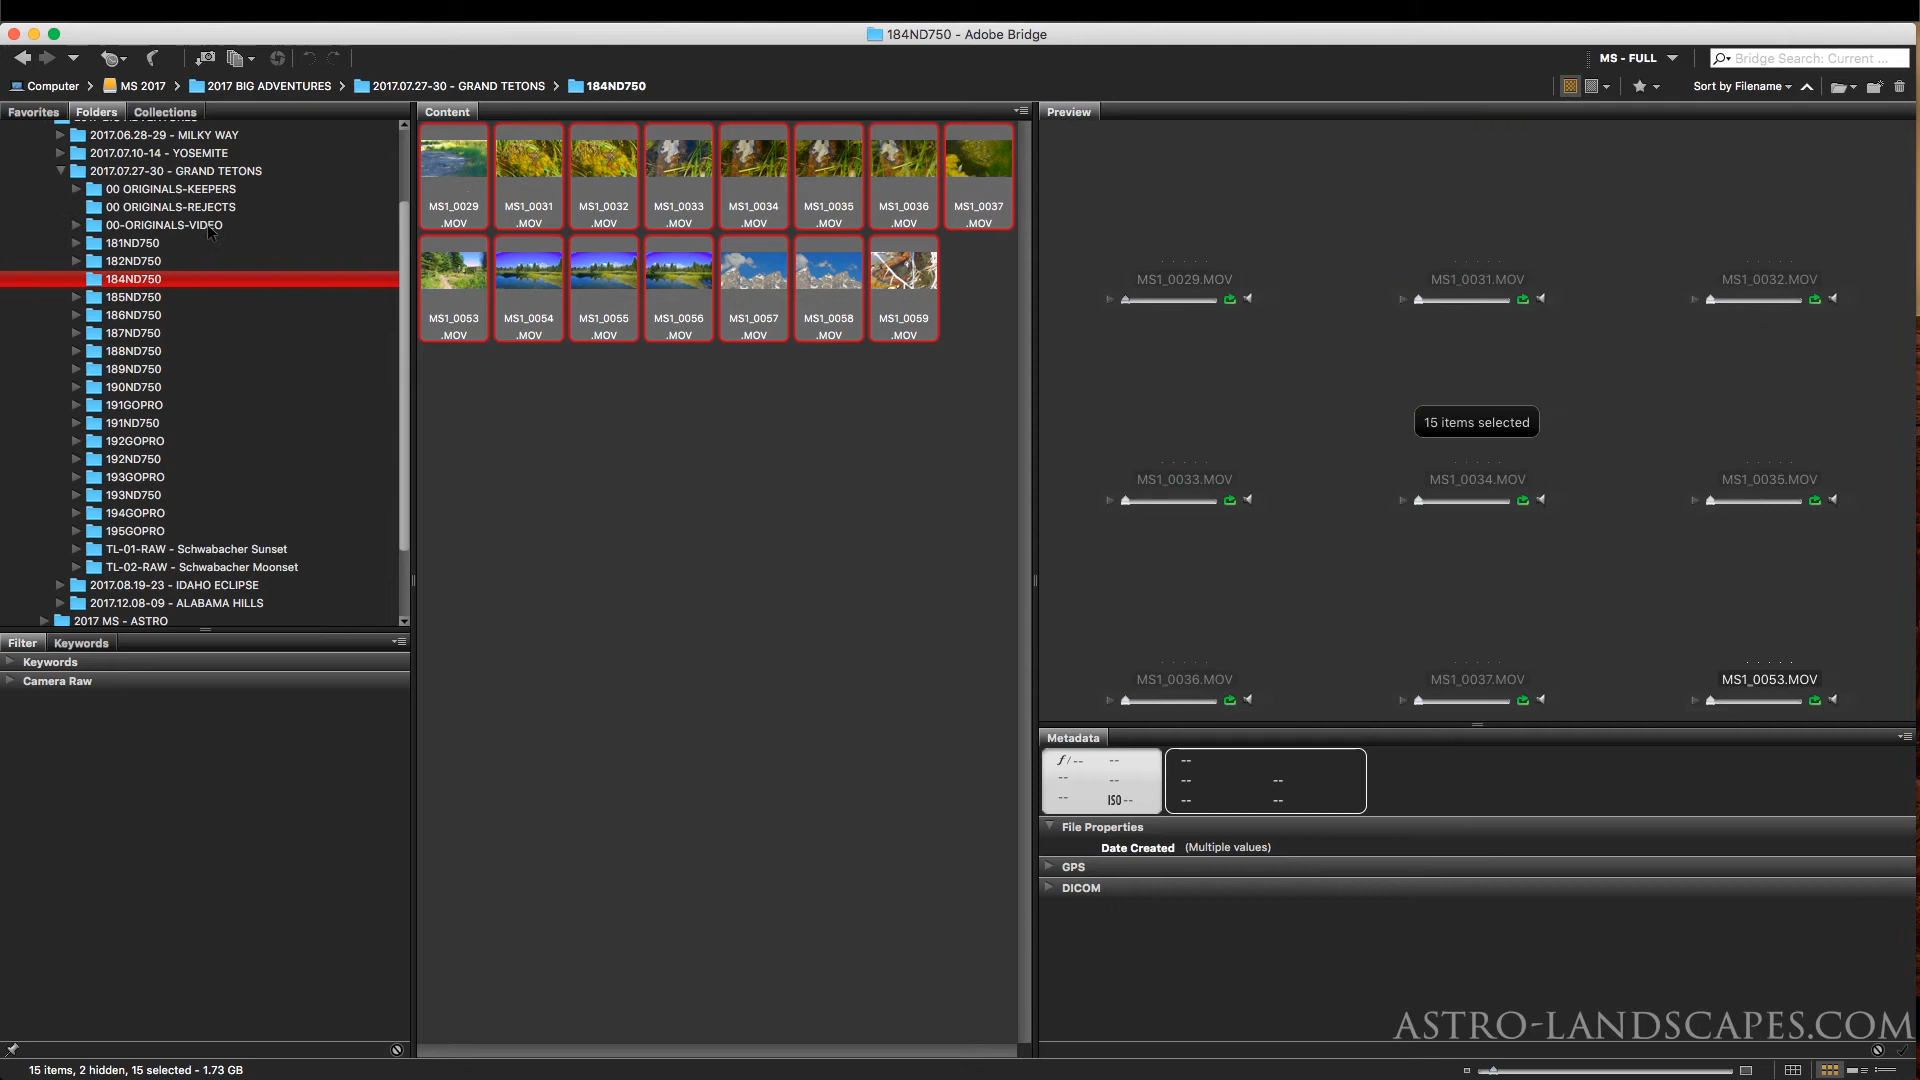 184ND750 - Adobe Bridge
MS - FULL
Bridge Search: Current ...
Computer
MS 2017
2017 BIG ADVENTURES
2017.07.27-30 - GRAND TETONS
184ND750
Sort by Filename
Favorites
Folders
Collections
2017.06.28-29 - MILKY WAY
2017.07.10-14 - YOSEMITE
2017.07.27-30 - GRAND TETONS
00 ORIGINALS-KEEPERS
00 ORIGINALS-REJECTS
00-ORIGINALS-VIDEO
181ND750
182ND750
184ND750
185ND750
186ND750
187ND750
188ND750
189ND750
190ND750
191GOPRO
191ND750
192GOPRO
192ND750
193GOPRO
193ND750
194GOPRO
195GOPRO
TL-01-RAW - Schwabacher Sunset
TL-02-RAW - Schwabacher Moonset
2017.08.19-23 - IDAHO ECLIPSE
2017.12.08-09 - ALABAMA HILLS
2017 MS - ASTRO
Filter
Keywords
Keywords
Camera Raw
Content
MS1_0029
.MOV
MS1_0031
.MOV
MS1_0032
.MOV
MS1_0033
.MOV
MS1_0034
.MOV
MS1_0035
.MOV
MS1_0036
.MOV
MS1_0037
.MOV
MS1_0053
.MOV
MS1_0054
.MOV
MS1_0055
.MOV
MS1_0056
.MOV
MS1_0057
.MOV
MS1_0058
.MOV
MS1_0059
.MOV
Preview
MS1_0029.MOV
MS1_0031.MOV
MS1_0032.MOV
15 items selected
MS1_0033.MOV
MS1_0034.MOV
MS1_0035.MOV
MS1_0036.MOV
MS1_0037.MOV
MS1_0053.MOV
Metadata
f/-- --
-- --
-- ISO --
--
-- --
-- --
File Properties
Date Created (Multiple values)
GPS
DICOM
ASTRO-LANDSCAPES.COM
15 items, 2 hidden, 15 selected - 1.73 GB